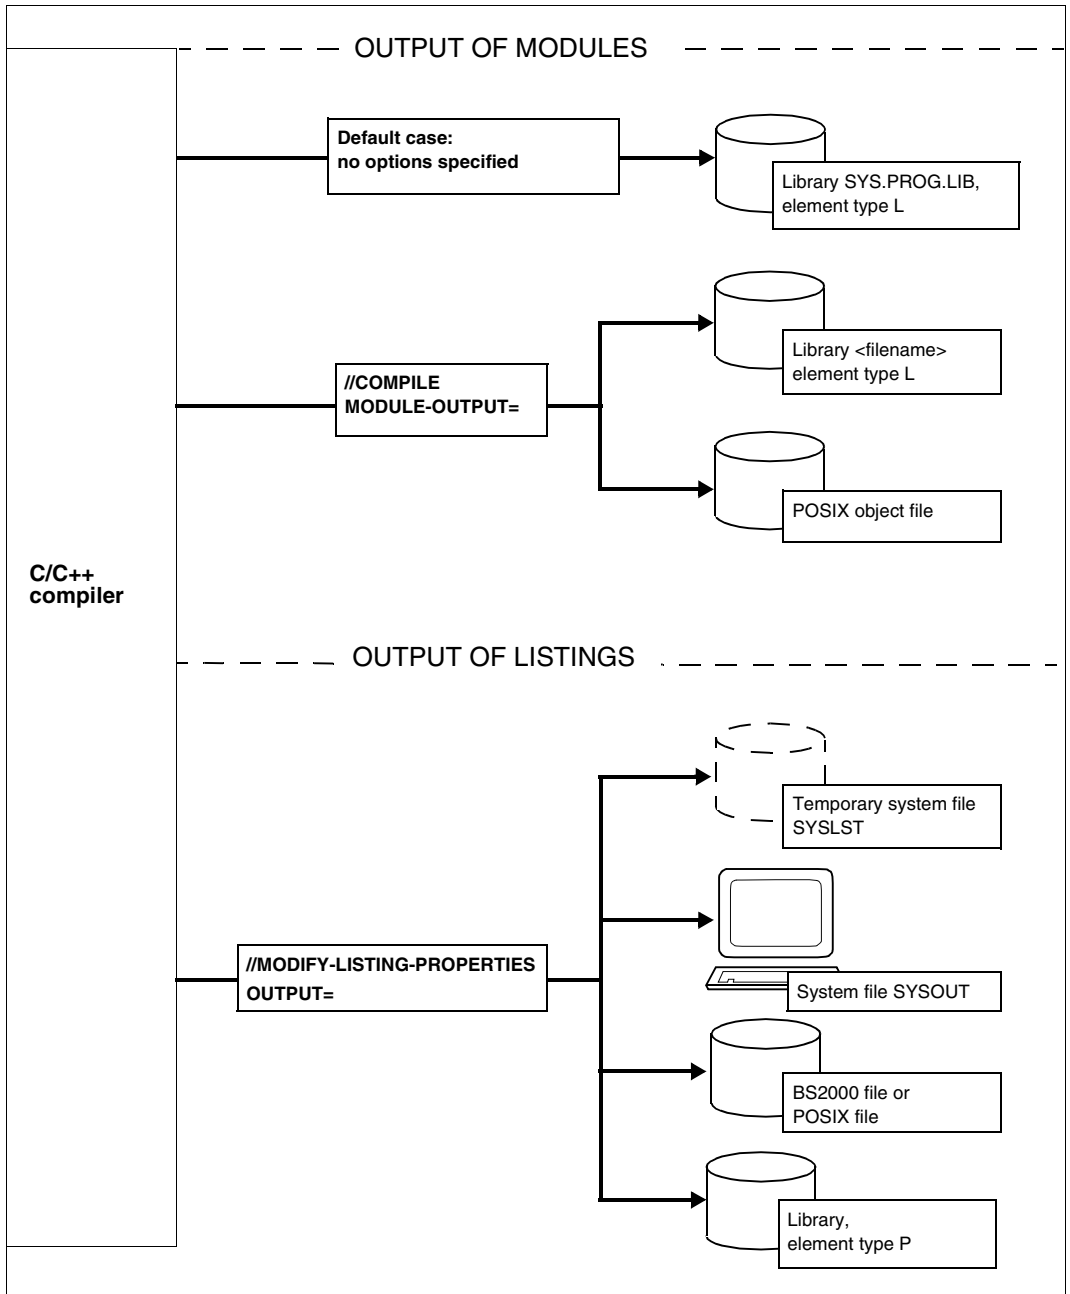 OUTPUT OF MODULES
Default case:
no options specified
Library SYS.PROG.LIB,
element type L
Library <filename>
element type L
//COMPILE
MODULE-OUTPUT=
POSIX object file
C/C++
compiler
OUTPUT OF LISTINGS
Temporary system file
SYSLST
//MODIFY-LISTING-PROPERTIES
OUTPUT=
System file SYSOUT
BS2000 file or
POSIX file
Library,
element type P